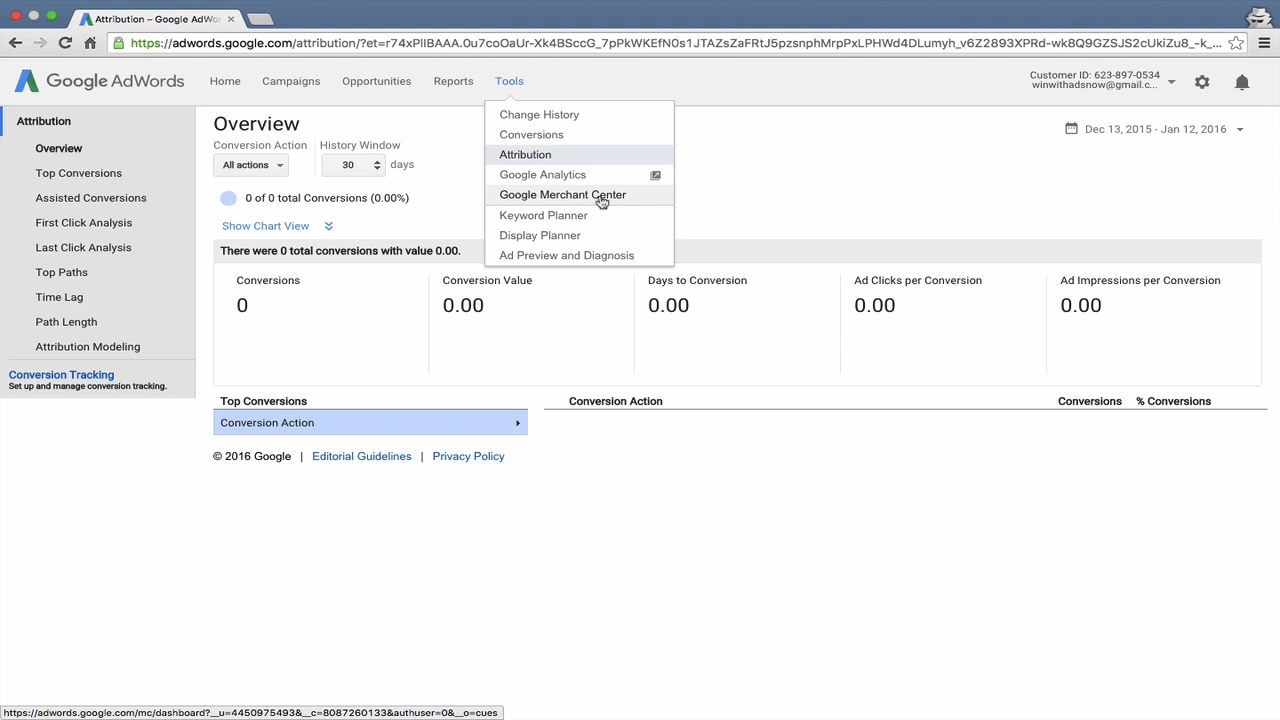 Attribution – Google AdWo
https://adwords.google.com/attribution/?et=r74xPlIBAAA.0u7coOaUr-Xk4BSccG_7pPkWKEfN0s1JTAZsZaFRtJ5pzsnphMrpPxLPHWd4DLumyh_v6Z2893XPRd-wk8Q9GZSJS2cUkiZu8_-k_...
Google AdWords
Home Campaigns Opportunities Reports Tools
Customer ID: 623-897-0534
winwithadsnow@gmail.c...
Attribution
Overview
Top Conversions
Assisted Conversions
First Click Analysis
Last Click Analysis
Top Paths
Time Lag
Path Length
Attribution Modeling
Conversion Tracking
Set up and manage conversion tracking.
Change History
Conversions
Attribution
Google Analytics
Google Merchant Center
Keyword Planner
Display Planner
Ad Preview and Diagnosis
Overview
Dec 13, 2015 - Jan 12, 2016
Conversion Action History Window
All actions 30 days
0 of 0 total Conversions (0.00%)
Show Chart View
There were 0 total conversions with value 0.00.
Conversions Conversion Value Days to Conversion Ad Clicks per Conversion Ad Impressions per Conversion
0 0.00 0.00 0.00 0.00
Top Conversions Conversion Action Conversions % Conversions
Conversion Action
© 2016 Google | Editorial Guidelines | Privacy Policy
https://adwords.google.com/mc/dashboard?__u=4450975493&__c=8087260133&authuser=0&__o=cues